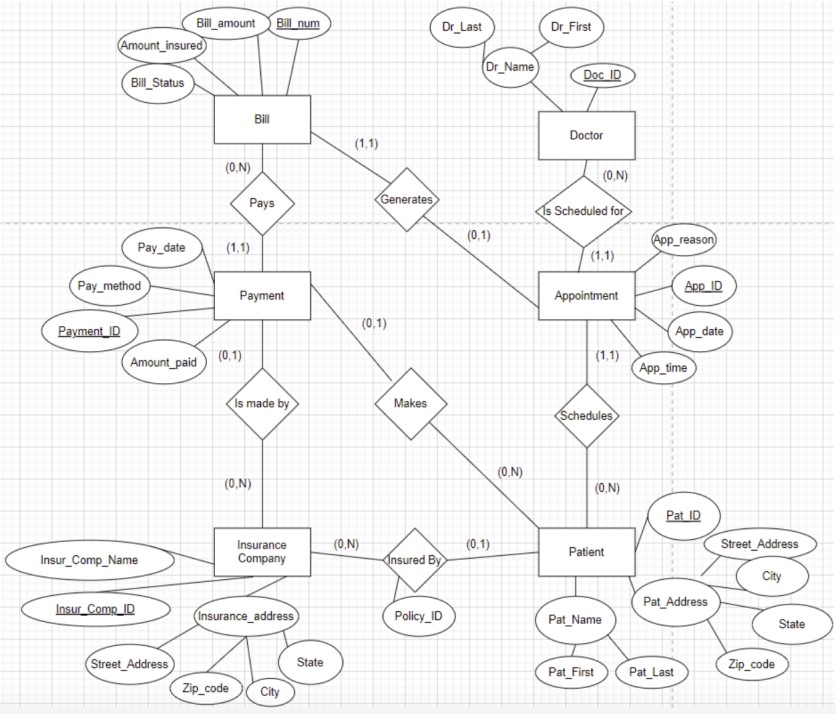 Bill_amount
Bill_num
Amount_insured
Bill_Status
Bill
Dr_Last
Dr_First
Dr_Name
Doc_ID
Doctor
(1,1)
(0,N)
(0,N)
Pays
Generates
Is Scheduled for
(0,1)
(1,1)
(1,1)
Pay_date
Pay_method
Payment_ID
Amount_paid
Payment
App_reason
App_ID
App_date
App_time
Appointment
(0,1)
(0,1)
(1,1)
Is made by
Makes
Schedules
(0,N)
(0,N)
(0,N)
Insur_Comp_Name
Insur_Comp_ID
Insurance
Company
(0,N)
Insured By
(0,1)
Policy_ID
Patient
Pat_ID
Street_Address
City
Pat_Address
State
Zip_code
Insurance_address
Street_Address
Zip_code
City
State
Pat_Name
Pat_First
Pat_Last